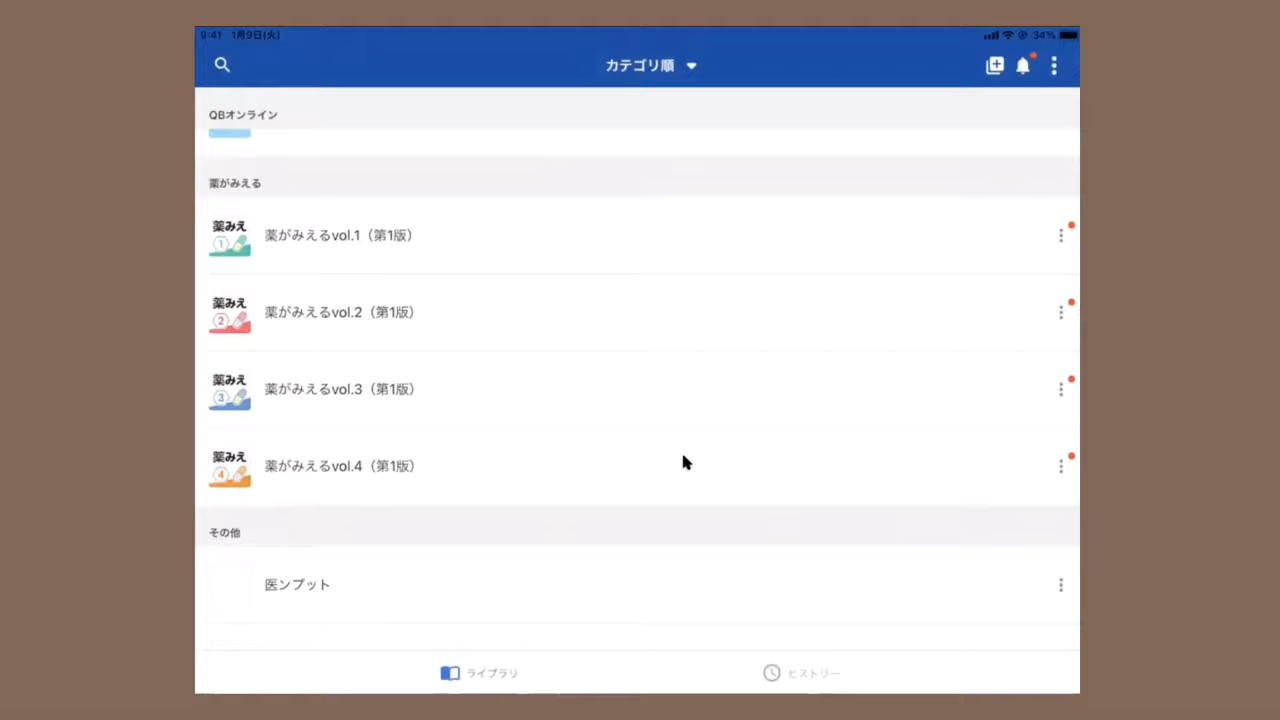 9:41 1月9日(火) 34%
カテゴリ順
QBオンライン
薬がみえる
薬みえ
1
薬がみえるvol.1（第1版）
薬みえ
2
薬がみえるvol.2（第1版）
薬みえ
3
薬がみえるvol.3（第1版）
薬みえ
4
薬がみえるvol.4（第1版）
その他
医ンプット
ライブラリ ヒストリー